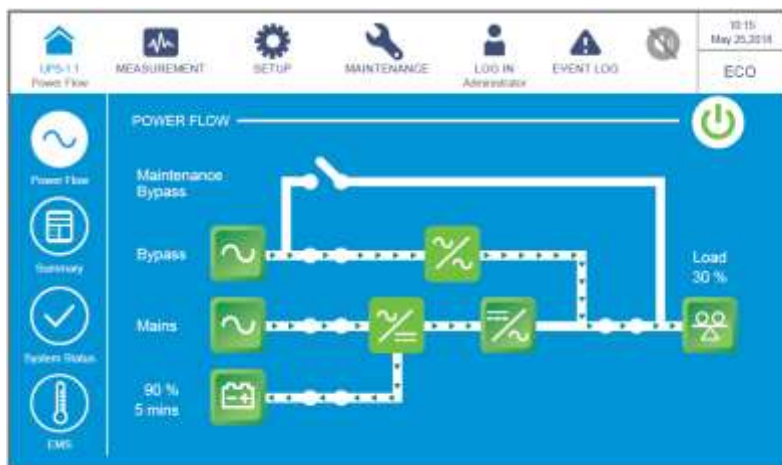 UPS-1.1
Power Flow
MEASUREMENT
SETUP
MAINTENANCE
LOG IN
Administrator
EVENT LOG
10:15
May 25,2018
ECO
POWER FLOW
Power Flow
Maintenance
Bypass
Bypass
Load
30 %
Summary
Mains
System Status
90 %
5 mins
EMS